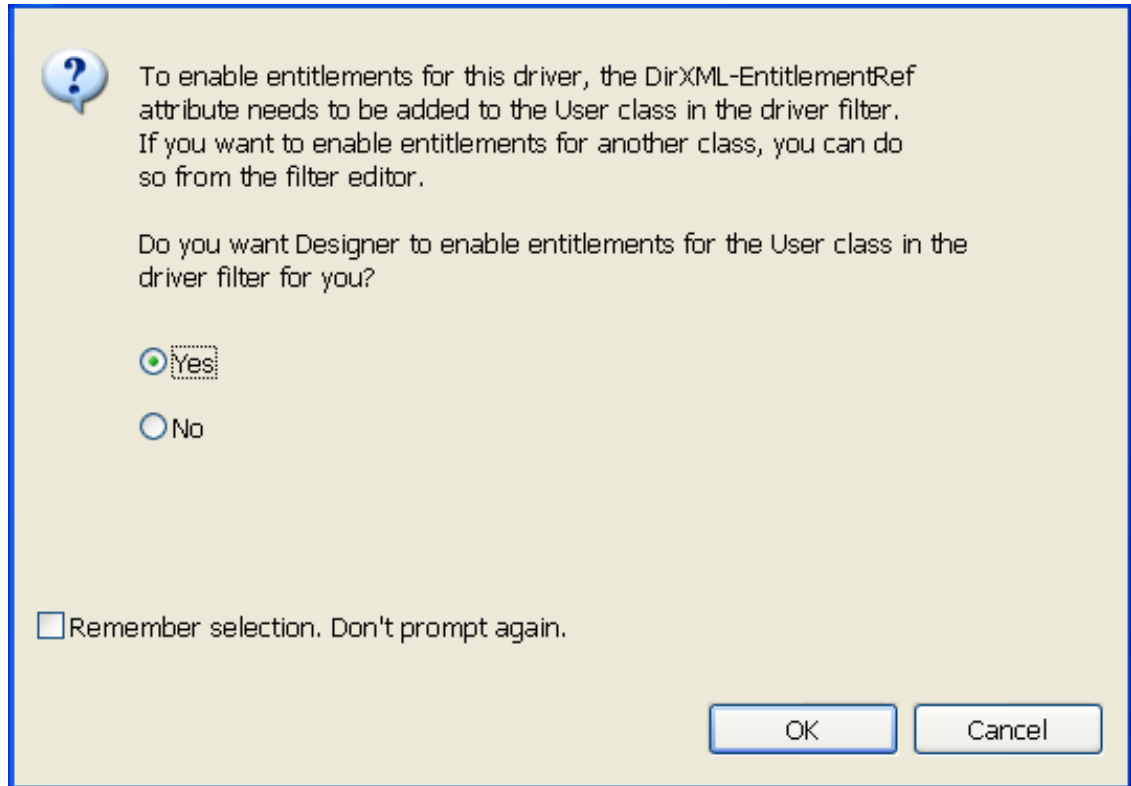 To enable entitlements for this driver, the DirXML-EntitlementRef
attribute needs to be added to the User class in the driver filter.
If you want to enable entitlements for another class, you can do
so from the filter editor.
Do you want Designer to enable entitlements for the User class in the
driver filter for you?
Yes
No
Remember selection. Don't prompt again.
OK Cancel